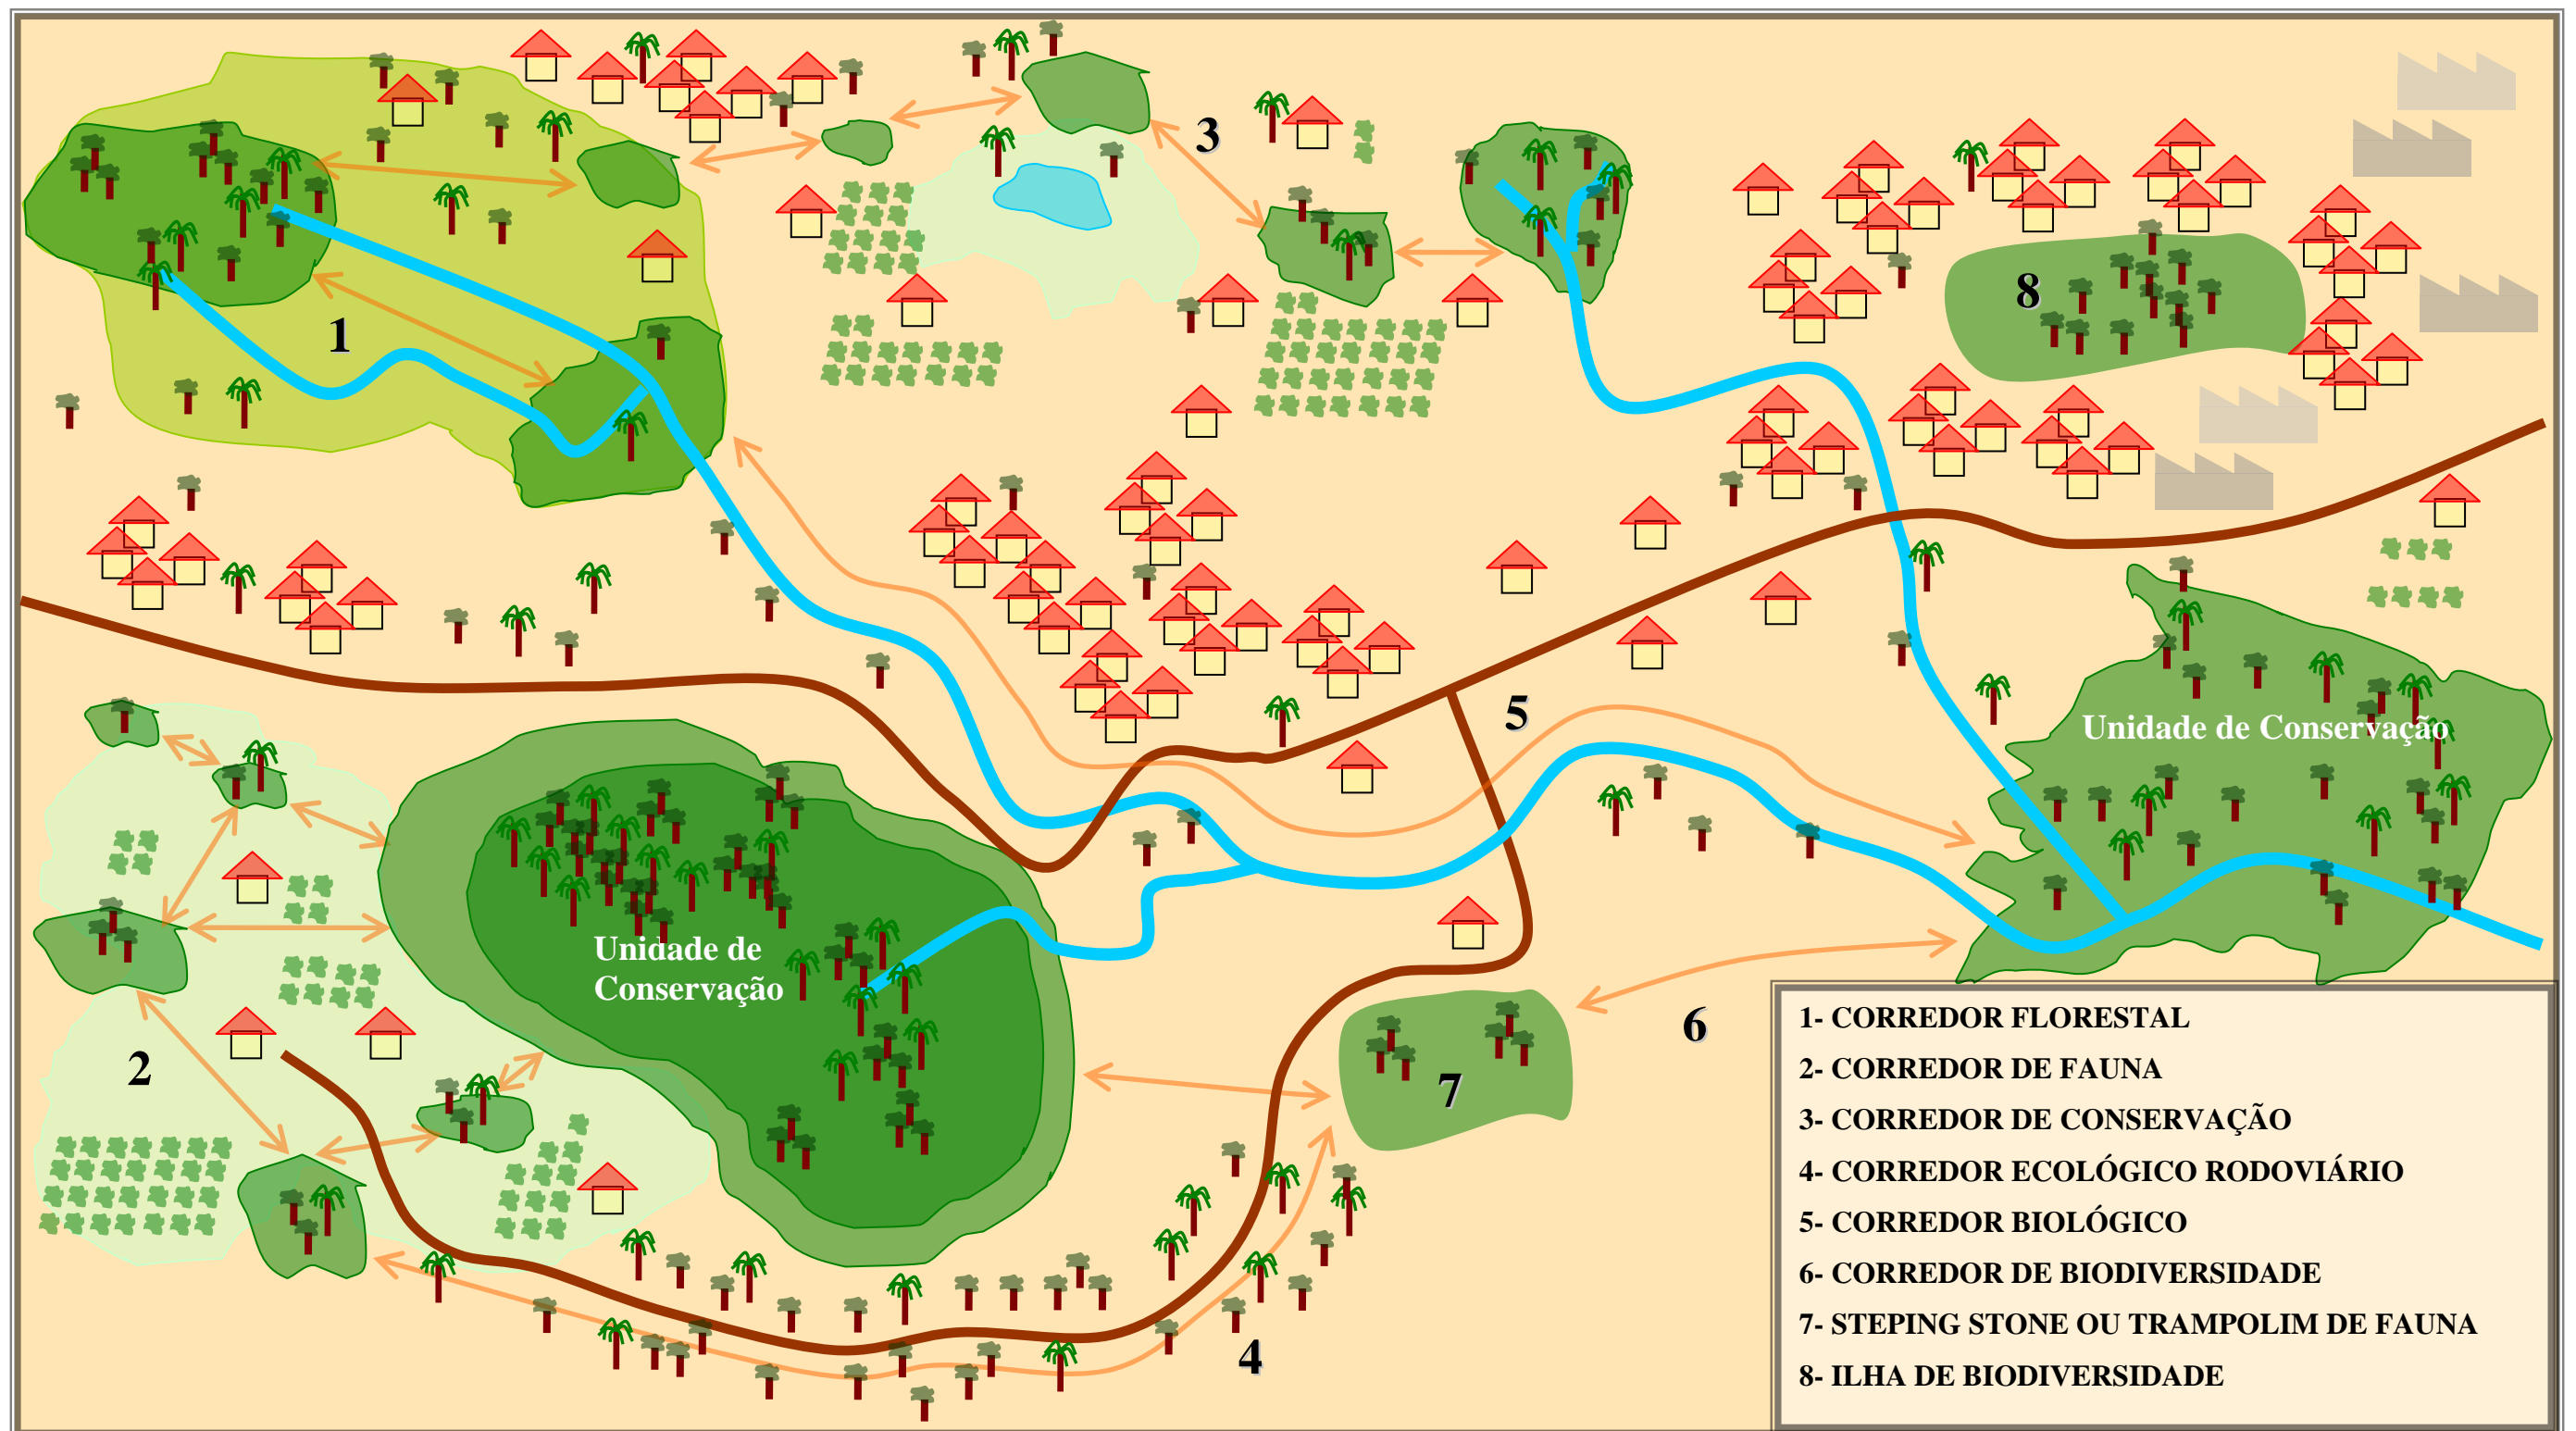 3
8
1
5
Unidade de Conservação
Unidade de
Conservação
2
7
6
4
1- CORREDOR FLORESTAL
2- CORREDOR DE FAUNA
3- CORREDOR DE CONSERVAÇÃO
4- CORREDOR ECOLÓGICO RODOVIÁRIO
5- CORREDOR BIOLÓGICO
6- CORREDOR DE BIODIVERSIDADE
7- STEPING STONE OU TRAMPOLIM DE FAUNA
8- ILHA DE BIODIVERSIDADE